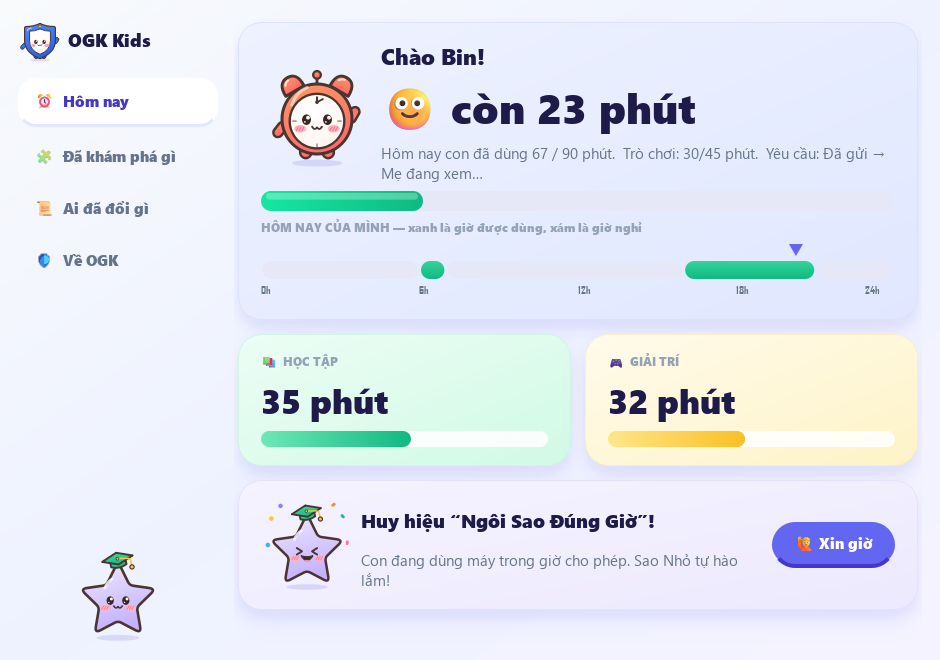 OGK Kids
Hôm nay
Đã khám phá gì
Ai đã đổi gì
Về OGK
Chào Bin!
còn 23 phút
Hôm nay con đã dùng 67 / 90 phút.  Trò chơi: 30/45 phút.  Yêu cầu: Đã gửi →
Mẹ đang xem...
HÔM NAY CỦA MÌNH — xanh là giờ được dùng, xám là giờ nghỉ
0h 6h 12h 18h 24h
HỌC TẬP
35 phút
GIẢI TRÍ
32 phút
Huy hiệu “Ngôi Sao Đúng Giờ”!
Con đang dùng máy trong giờ cho phép. Sao Nhỏ tự hào
lắm!
Xin giờ